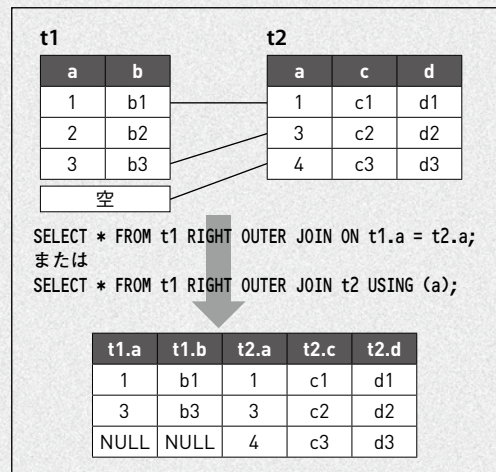 t1
a b
1 b1
2 b2
3 b3
空
t2
a c d
1 c1 d1
3 c2 d2
4 c3 d3
SELECT * FROM t1 RIGHT OUTER JOIN ON t1.a = t2.a;
または
SELECT * FROM t1 RIGHT OUTER JOIN t2 USING (a);
t1.a t1.b t2.a t2.c t2.d
1 b1 1 c1 d1
3 b3 3 c2 d2
NULL NULL 4 c3 d3